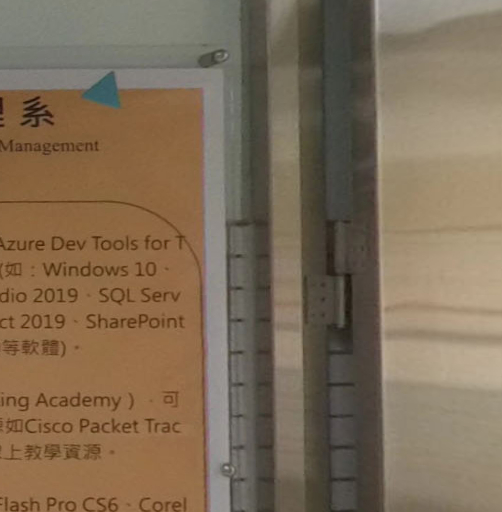 系
Management
Azure Dev Tools for T
(如：Windows 10、
dio 2019、SQL Serv
ct 2019、SharePoint
等軟體)。
ing Academy）、可
如Cisco Packet Trac
上教學資源。
Flash Pro CS6、Corel